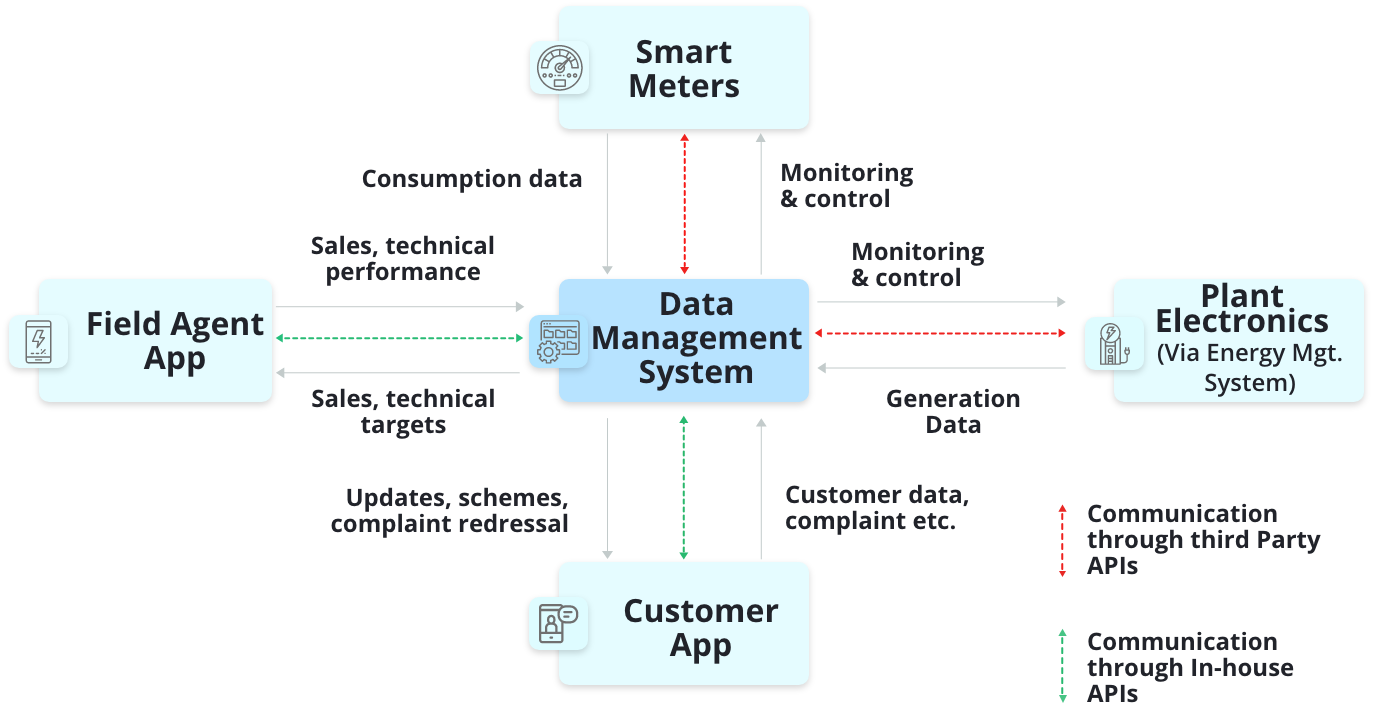 Smart
Meters
Consumption data
Monitoring
& control
Sales, technical
performance
Monitoring
& control
Field Agent
App
Data
Management
System
Plant
Electronics
(Via Energy Mgt.
System)
Sales, technical
targets
Generation
Data
Updates, schemes,
complaint redressal
Customer data,
complaint etc.
Communication
through third Party
APIs
Customer
App
Communication
through In-house
APIs